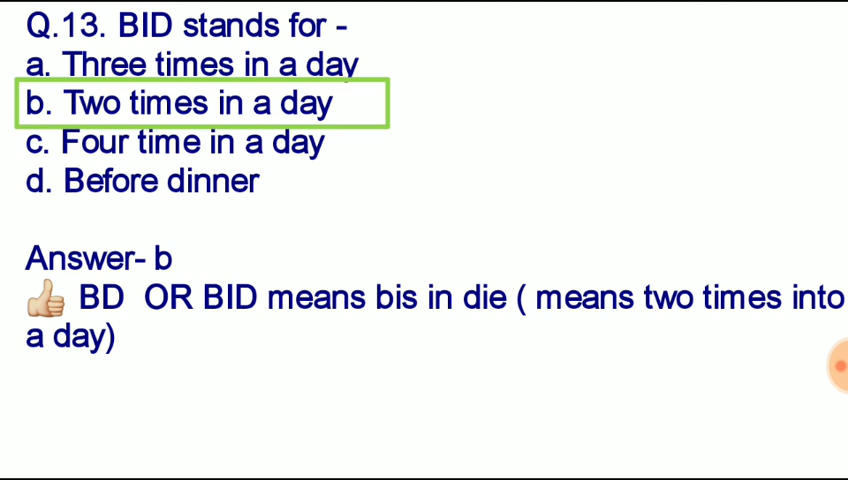 Q.13. BID stands for -
a. Three times in a day
b. Two times in a day
c. Four time in a day
d. Before dinner
Answer- b
👍 BD OR BID means bis in die ( means two times into
a day)